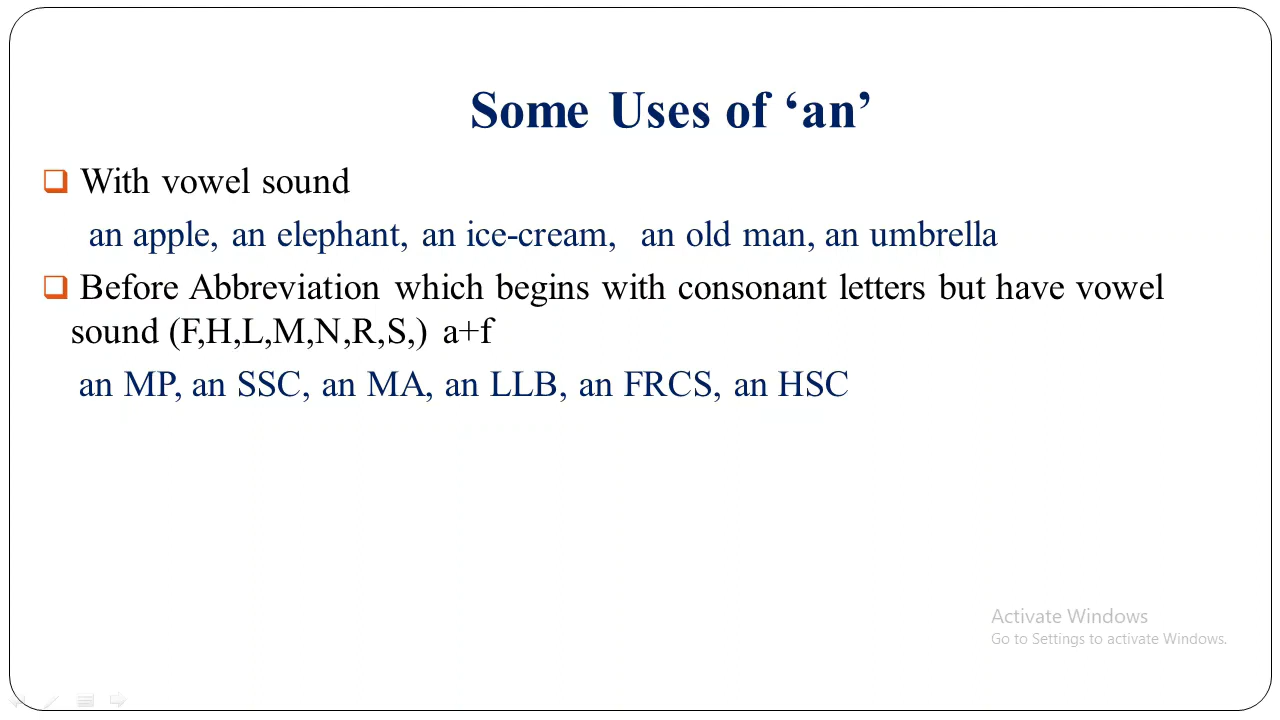 Some Uses of ‘an’
With vowel sound
an apple, an elephant, an ice-cream, an old man, an umbrella
Before Abbreviation which begins with consonant letters but have vowel
sound (F,H,L,M,N,R,S,) a+f
an MP, an SSC, an MA, an LLB, an FRCS, an HSC
Activate Windows
Go to Settings to activate Windows.